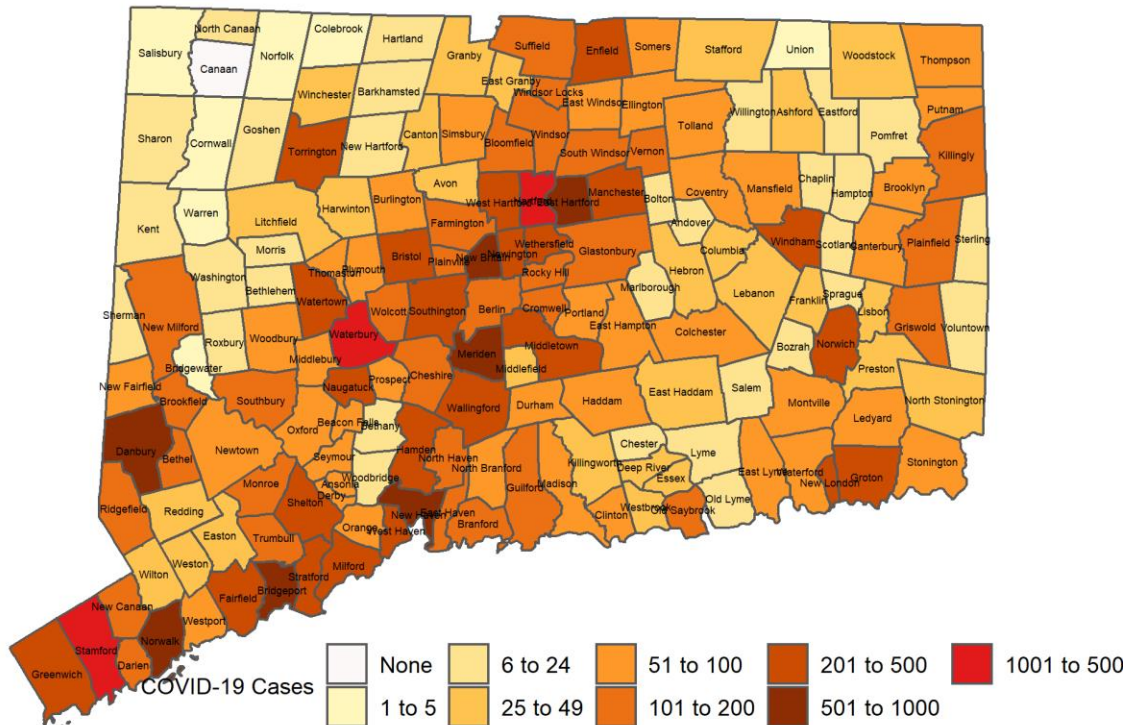 North Canaan Colebrook Hartland Suffield Enfield Somers Stafford Union Woodstock Thompson
Salisbury Canaan Norfolk Granby East Granby
Winchester Barkhamsted Windsor Locks East Windsor Ellington Willington Ashford Eastford Putnam
Sharon Cornwall Goshen Torrington New Hartford Canton Simsbury Bloomfield Windsor South Windsor Vernon Tolland Pomfret Killingly
Kent Warren Litchfield Harwinton Burlington Avon West Hartford Hartford East Hartford Manchester Bolton Coventry Mansfield Chaplin Hampton Brooklyn
Andover
Morris Farmington Wethersfield Glastonbury Columbia Windham Scotland Canterbury Plainfield Sterling
Washington Bethlehem Thomaston Plymouth Bristol Plainville New Britain Newington Rocky Hill Hebron
Sherman New Milford Watertown Wolcott Southington Berlin Cromwell Portland Marlborough Lebanon Franklin Sprague Lisbon Griswold Voluntown
Roxbury Woodbury Waterbury East Hampton Colchester Bozrah Norwich
Bridgewater Middlebury Meriden Middletown Middlefield Preston
New Fairfield Brookfield Southbury Naugatuck Prospect Cheshire Wallingford Durham Haddam East Haddam Salem Montville Ledyard North Stonington
Danbury Bethel Newtown Oxford Beacon Falls Bethany Hamden
Seymour Woodbridge North Haven North Branford Killingworth Chester Lyme
Ridgefield Redding Monroe Ansonia Derby Guilford Madison Deep River Essex East Lyme Waterford New London Groton Stonington
Shelton Orange New Haven East Haven Branford Clinton Westbrook Old Saybrook Old Lyme
Easton Trumbull West Haven
Wilton Weston Stratford Milford
New Canaan Fairfield Bridgeport
Greenwich Stamford Darien Norwalk Westport
COVID-19 Cases
None 6 to 24 51 to 100 201 to 500 1001 to 500
1 to 5 25 to 49 101 to 200 501 to 1000